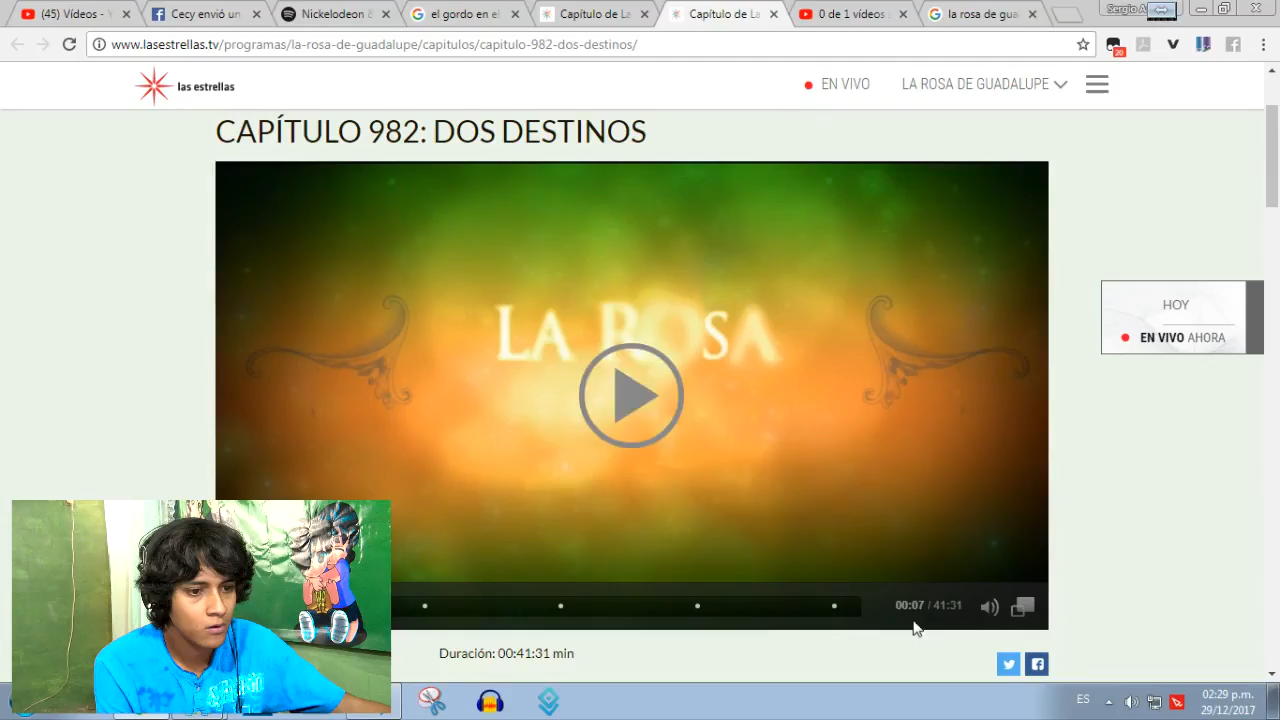 (45) Vídeos - Y
Cecy envió un
Nickelodeon &
el gomen en el
Capítulo de La
Capítulo de La
0 de 1 vídeos
la rosa de gua
Sergio A
www.lasestrellas.tv/programas/la-rosa-de-guadalupe/capitulos/capitulo-982-dos-destinos/
20
las estrellas
EN VIVO
LA ROSA DE GUADALUPE
CAPÍTULO 982: DOS DESTINOS
LA ROSA
HOY
EN VIVO AHORA
00:07 / 41:31
Duración: 00:41:31 min
ES
02:29 p.m.
29/12/2017